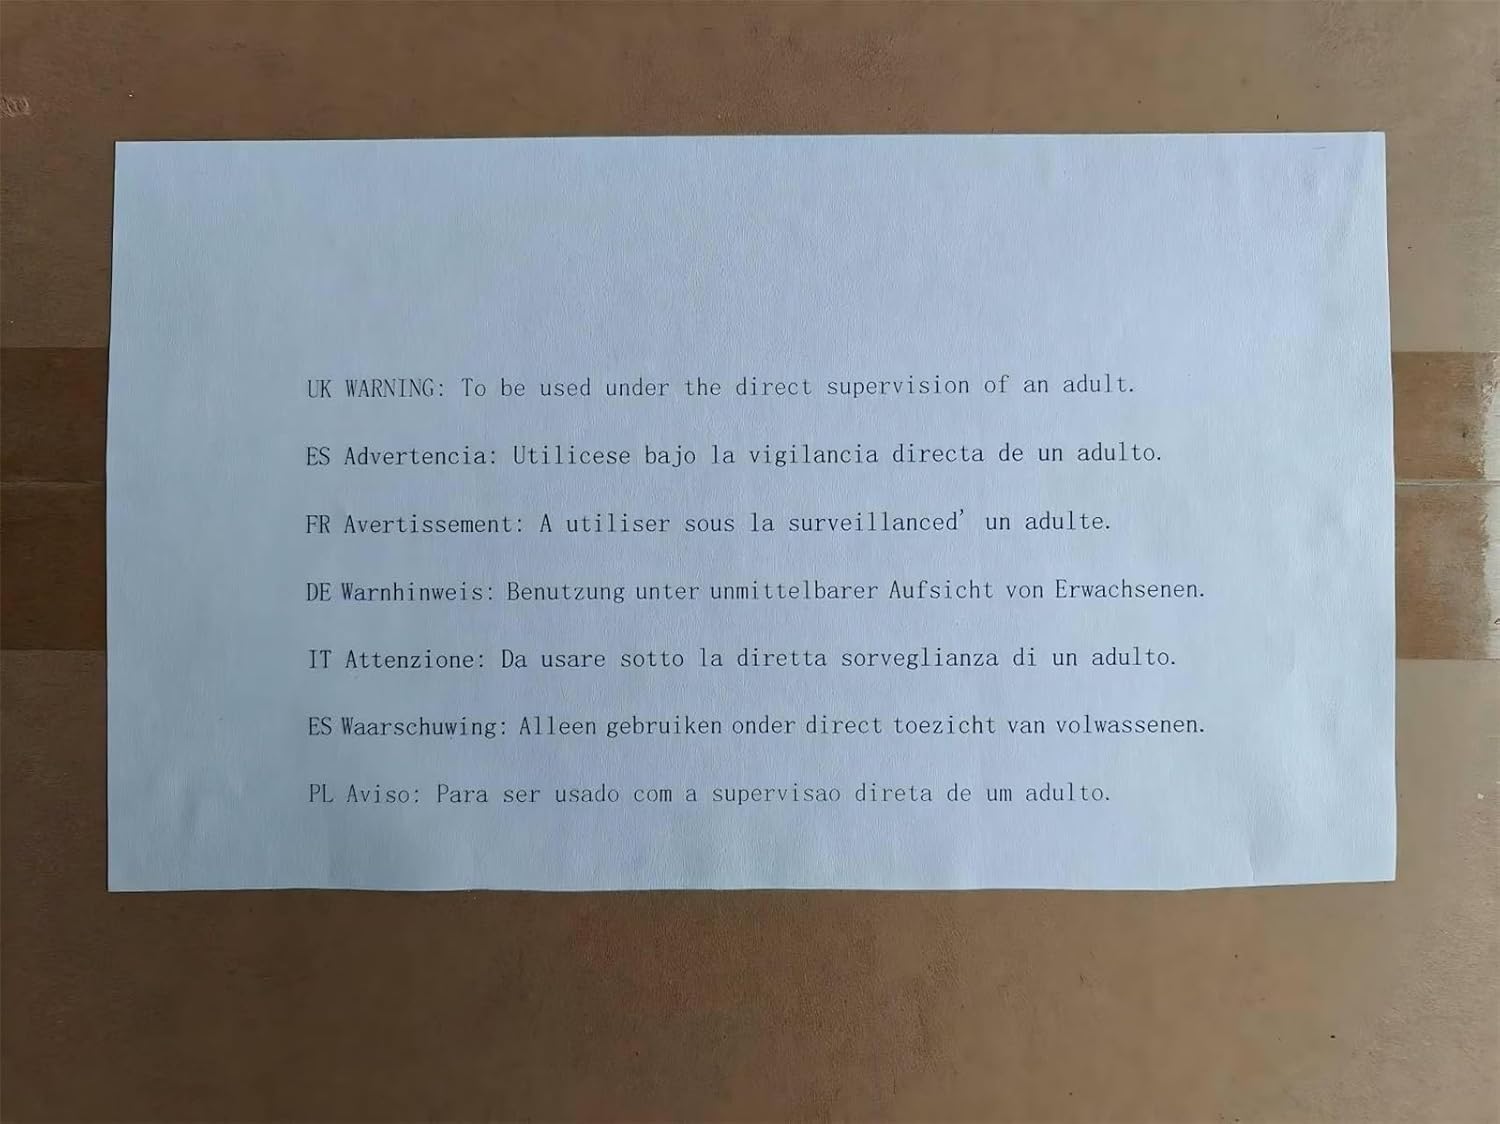 UK WARNING: To be used under the direct supervision of an adult.
ES Advertencia: Utilicese bajo la vigilancia directa de un adulto.
FR Avertissement: A utiliser sous la surveillanced' un adulte.
DE Warnhinweis: Benutzung unter unmittelbarer Aufsicht von Erwachsenen.
IT Attenzione: Da usare sotto la diretta sorveglianza di un adulto.
ES Waarschuwing: Alleen gebruiken onder direct toezicht van volwassenen.
PL Aviso: Para ser usado com a supervisao direta de um adulto.